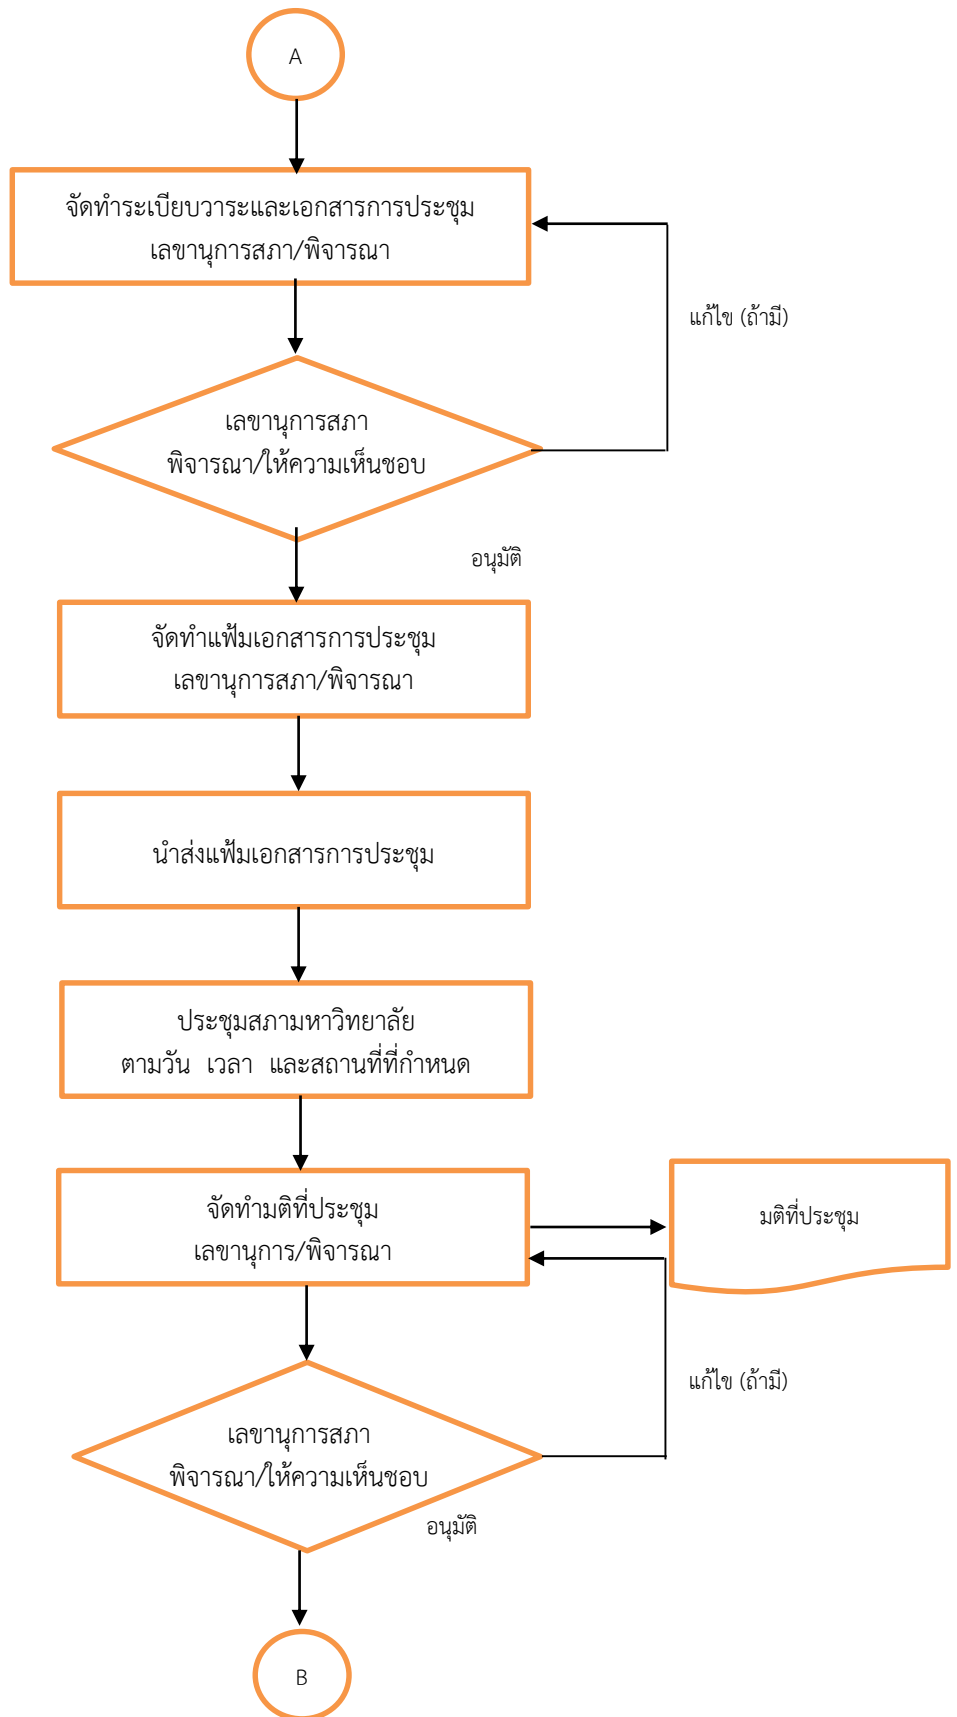 A
จัดทำระเบียบวาระและเอกสารการประชุม
เลขานุการสภา/พิจารณา
แก้ไข (ถ้ามี)
เลขานุการสภา
พิจารณา/ให้ความเห็นชอบ
อนุมัติ
จัดทำแฟ้มเอกสารการประชุม
เลขานุการสภา/พิจารณา
นำส่งแฟ้มเอกสารการประชุม
ประชุมสภามหาวิทยาลัย
ตามวัน เวลา และสถานที่ที่กำหนด
จัดทำมติที่ประชุม
เลขานุการ/พิจารณา
มติที่ประชุม
แก้ไข (ถ้ามี)
เลขานุการสภา
พิจารณา/ให้ความเห็นชอบ
อนุมัติ
B